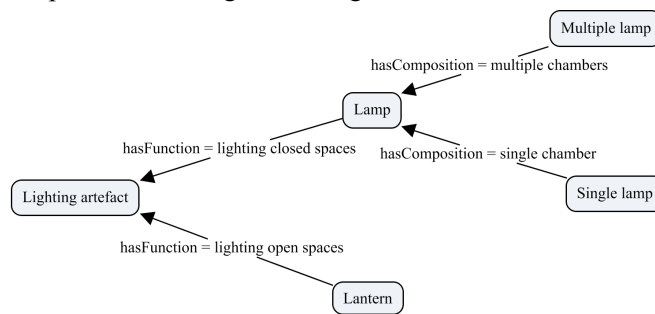 Multiple lamp
hasComposition = multiple chambers
Lamp
hasFunction = lighting closed spaces
hasComposition = single chamber
Lighting artefact
Single lamp
hasFunction = lighting open spaces
Lantern